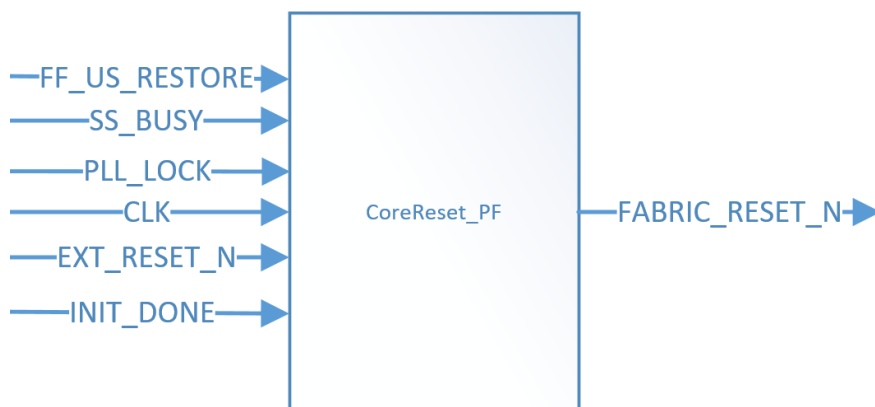 FF_US_RESTORE
SS_BUSY
PLL_LOCK
CLK
EXT_RESET_N
INIT_DONE
CoreReset_PF
FABRIC_RESET_N